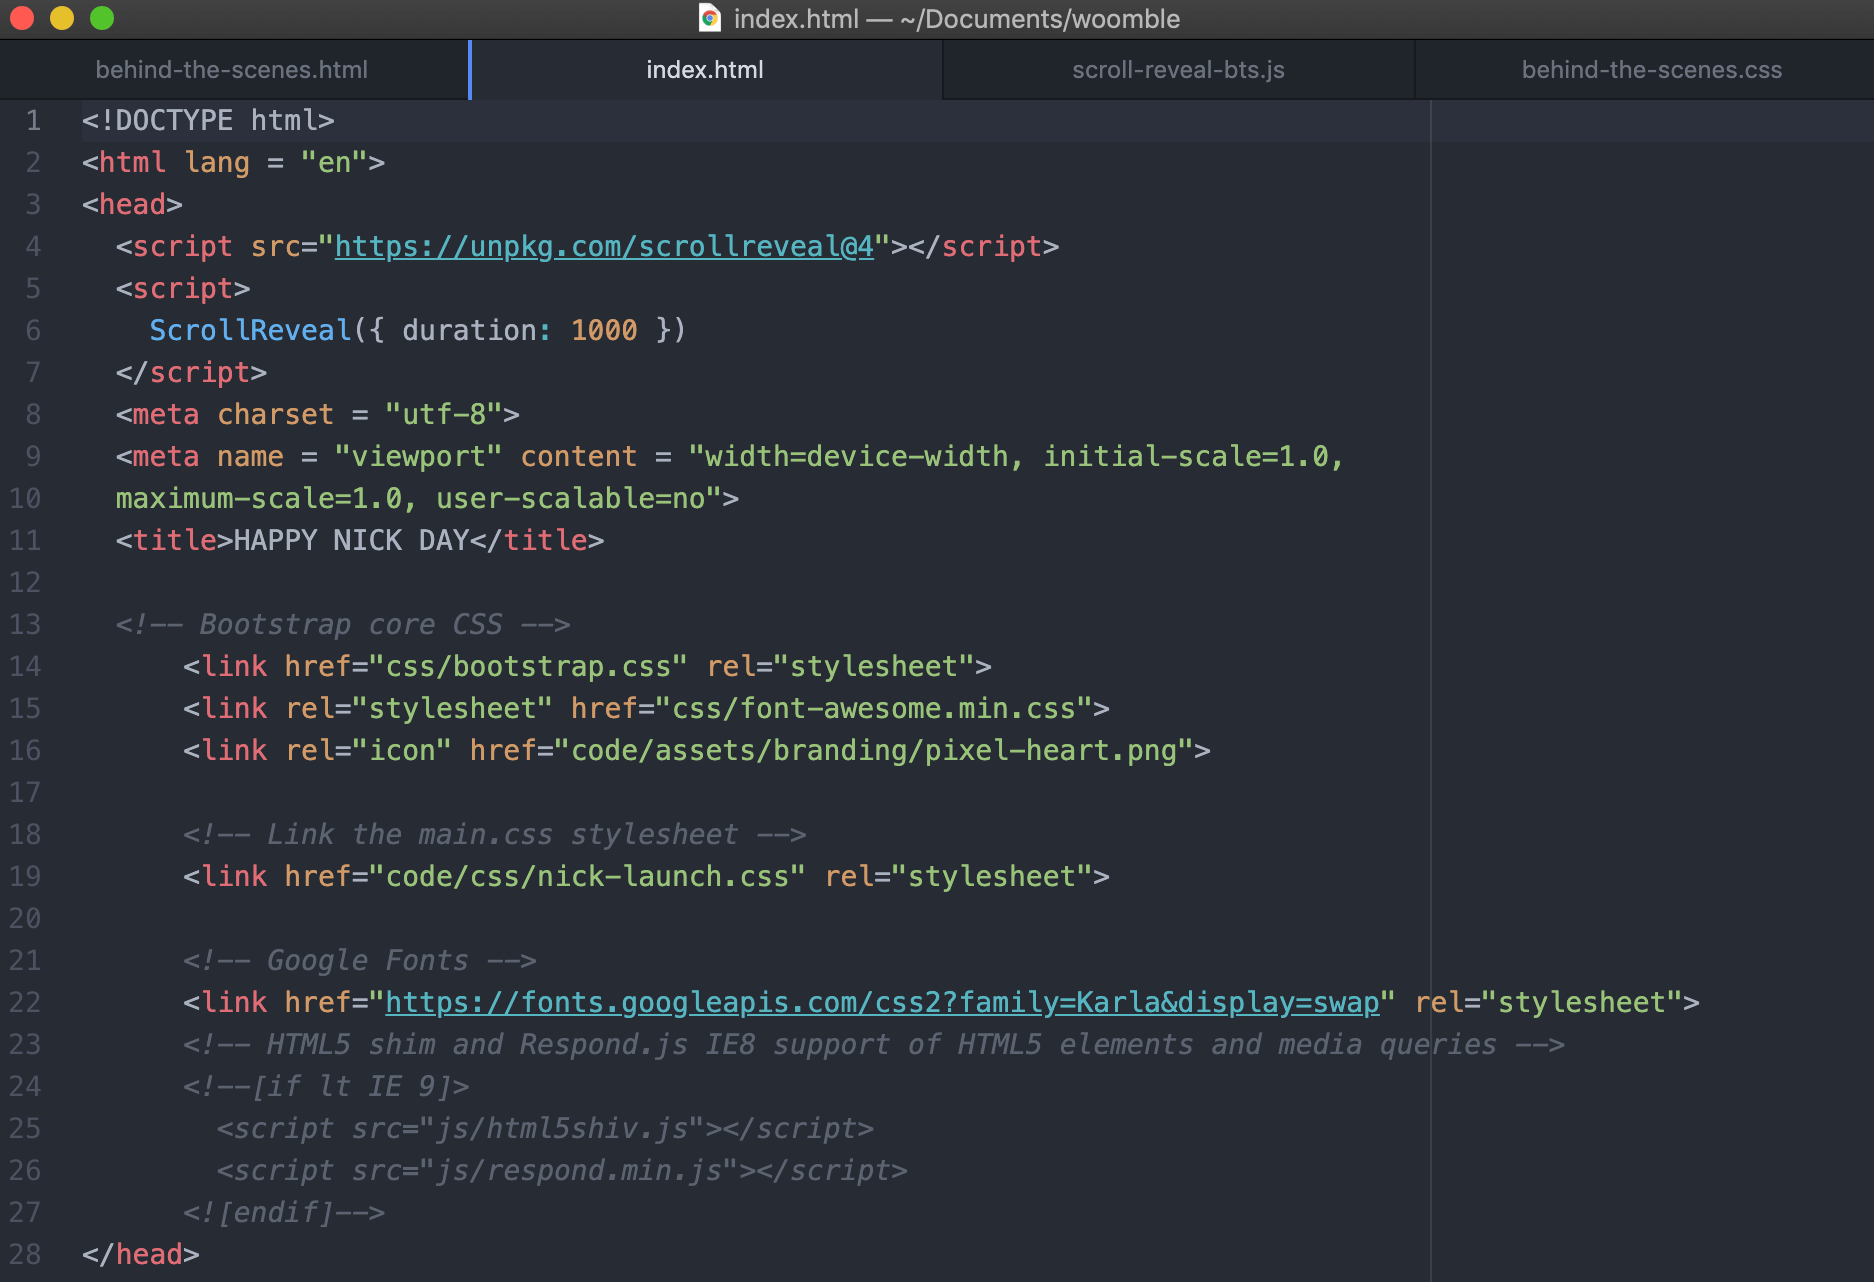 index.html — ~/Documents/woomble
behind-the-scenes.html index.html scroll-reveal-bts.js behind-the-scenes.css
1 <!DOCTYPE html>
2 <html lang = "en">
3 <head>
4   <script src="https://unpkg.com/scrollreveal@4"></script>
5   <script>
6     ScrollReveal({ duration: 1000 })
7   </script>
8   <meta charset = "utf-8">
9   <meta name = "viewport" content = "width=device-width, initial-scale=1.0,
10   maximum-scale=1.0, user-scalable=no">
11   <title>HAPPY NICK DAY</title>
12
13   <!-- Bootstrap core CSS -->
14       <link href="css/bootstrap.css" rel="stylesheet">
15       <link rel="stylesheet" href="css/font-awesome.min.css">
16       <link rel="icon" href="code/assets/branding/pixel-heart.png">
17
18       <!-- Link the main.css stylesheet -->
19       <link href="code/css/nick-launch.css" rel="stylesheet">
20
21       <!-- Google Fonts -->
22       <link href="https://fonts.googleapis.com/css2?family=Karla&display=swap" rel="stylesheet">
23       <!-- HTML5 shim and Respond.js IE8 support of HTML5 elements and media queries -->
24       <!--[if lt IE 9]>
25         <script src="js/html5shiv.js"></script>
26         <script src="js/respond.min.js"></script>
27       <![endif]-->
28 </head>